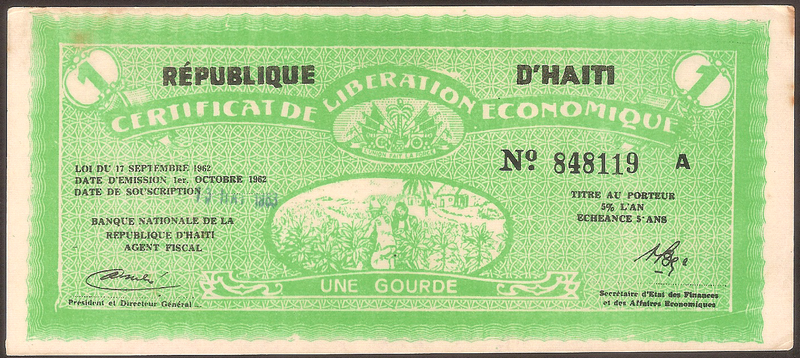 1 1
RÉPUBLIQUE D'HAITI
CERTIFICAT DE LIBERATION ECONOMIQUE
Nº 848119 A
LOI DU 17 SEPTEMBRE 1962
DATE D'EMISSION 1er. OCTOBRE 1962
DATE DE SOUSCRIPTION
BANQUE NATIONALE DE LA
REPUBLIQUE D'HAITI
AGENT FISCAL
TITRE AU PORTEUR
5% L'AN
ECHEANCE 5 ANS
Président et Directeur Général
UNE GOURDE
Secrétaire d'Etat des Finances
et des Affaires Economiques